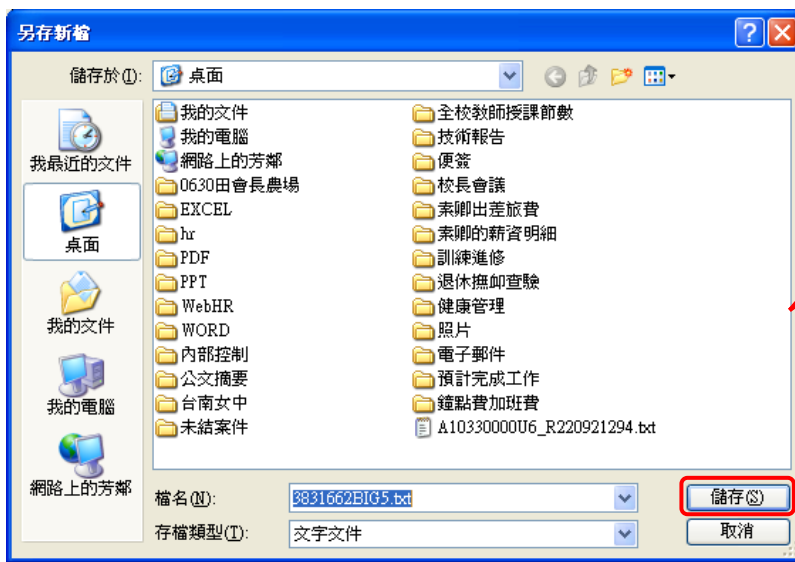 另存新檔
儲存於(I):
桌面
我最近的文件
桌面
我的文件
我的電腦
網路上的芳鄰
我的文件
我的電腦
網路上的芳鄰
0630田會長農場
EXCEL
hr
PDF
PPT
WebHR
WORD
內部控制
公文摘要
台南女中
未結案件
全校教師授課節數
技術報告
便簽
校長會議
素卿出差旅費
素卿的薪資明細
訓練進修
退休撫卹查驗
健康管理
照片
電子郵件
預計完成工作
鐘點費加班費
A10330000U6_R220921294.txt
檔名(N):
3831662BIG5.txt
儲存(S)
存檔類型(T):
文字文件
取消